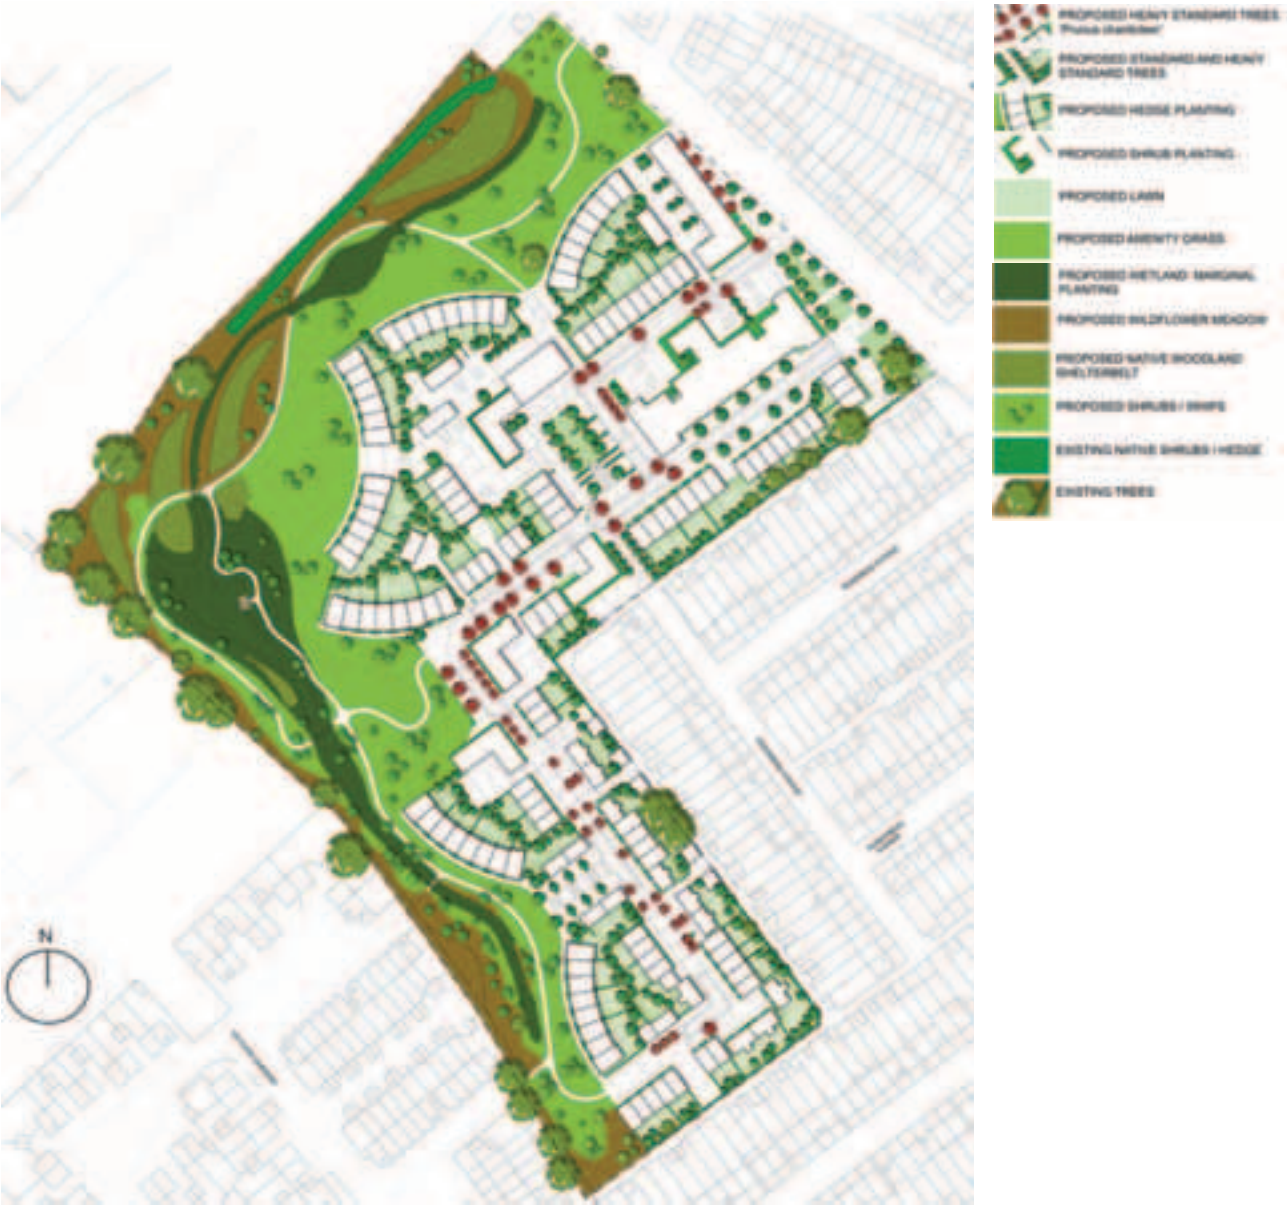 PROPOSED HEAVY STANDARD TREES
PROPOSED STANDARD AND HEAVY
STANDARD TREES
PROPOSED HEDGE PLANTING
PROPOSED SHRUB PLANTING
PROPOSED LAWN
PROPOSED AMENITY GRASS
PROPOSED WETLAND MARGINAL
PLANTING
PROPOSED WILDFLOWER MEADOW
PROPOSED NATIVE WOODLAND
SHELTERBELT
PROPOSED SHRUBS / WHIPS
EXISTING NATIVE SHRUBS / HEDGE
EXISTING TREES
N